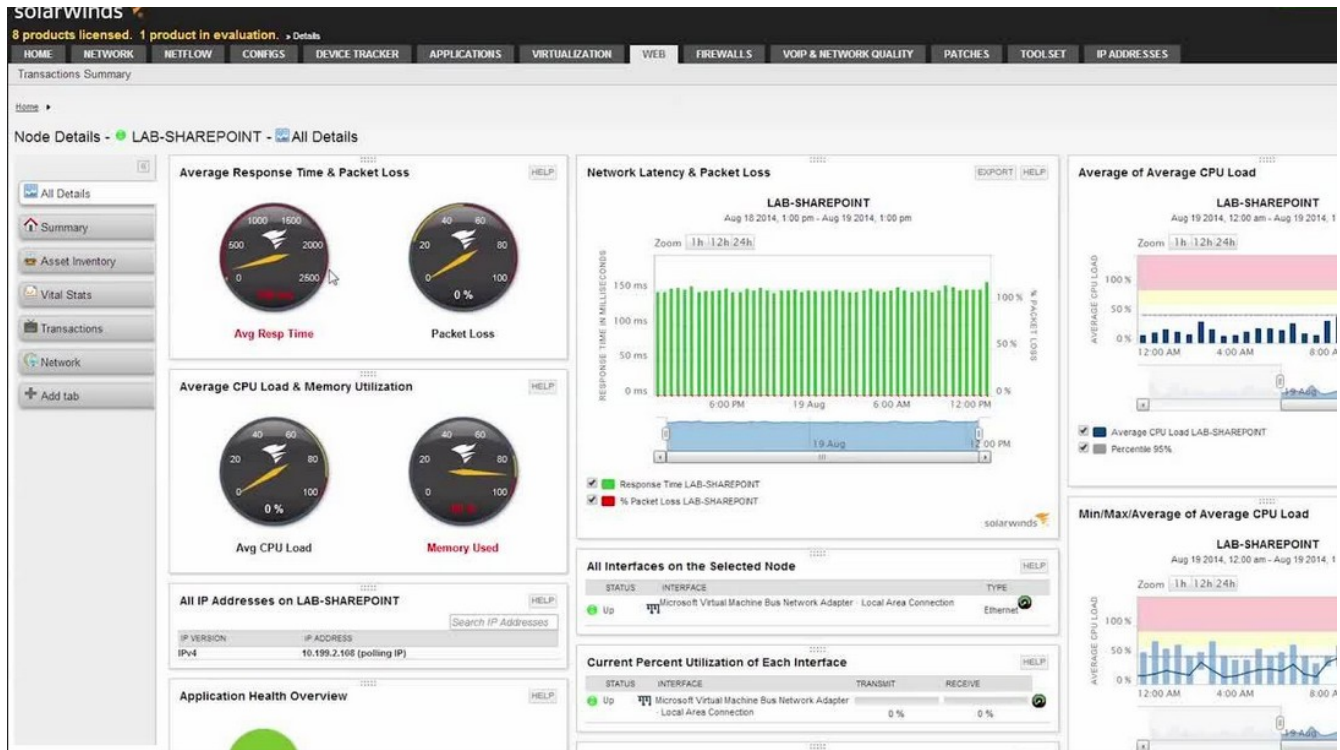 solarwinds
8 products licensed. 1 product in evaluation. » Details
HOME NETWORK NETFLOW CONFIGS DEVICE TRACKER APPLICATIONS VIRTUALIZATION WEB FIREWALLS VOIP & NETWORK QUALITY PATCHES TOOLSET IP ADDRESSES
Transactions Summary
Home
Node Details - LAB-SHAREPOINT - All Details
All Details
Summary
Asset Inventory
Vital Stats
Transactions
Network
Add tab
Average Response Time & Packet Loss HELP
0 500 1000 1500 2000 2500
Avg Resp Time
0 20 40 60 80 100
0 %
Packet Loss
Average CPU Load & Memory Utilization HELP
0 20 40 60 80 100
0 %
Avg CPU Load
0 20 40 60 80 100
Memory Used
All IP Addresses on LAB-SHAREPOINT HELP
Search IP Addresses
IP VERSION IP ADDRESS
IPv4 10.199.2.108 (polling IP)
Application Health Overview HELP
Network Latency & Packet Loss EXPORT HELP
LAB-SHAREPOINT
Aug 18 2014, 1:00 pm - Aug 19 2014, 1:00 pm
Zoom 1h 12h 24h
RESPONSE TIME IN MILLISECONDS
150 ms
100 ms
50 ms
0 ms
% PACKET LOSS
100 %
50 %
0 %
6:00 PM 19 Aug 6:00 AM 12:00 PM
19 Aug 12:00 PM
Response Time LAB-SHAREPOINT
% Packet Loss LAB-SHAREPOINT
solarwinds
All Interfaces on the Selected Node HELP
STATUS INTERFACE TYPE
Up Microsoft Virtual Machine Bus Network Adapter - Local Area Connection Ethernet
Current Percent Utilization of Each Interface HELP
STATUS INTERFACE TRANSMIT RECEIVE
Up Microsoft Virtual Machine Bus Network Adapter
- Local Area Connection 0 % 0 %
Average of Average CPU Load
LAB-SHAREPOINT
Aug 19 2014, 12:00 am - Aug 19 2014, 1
Zoom 1h 12h 24h
AVERAGE CPU LOAD
100 %
50 %
0 %
12:00 AM 4:00 AM 8:00 A
19 Aug
Average CPU Load LAB-SHAREPOINT
Percentile 95%
Min/Max/Average of Average CPU Load
LAB-SHAREPOINT
Aug 19 2014, 12:00 am - Aug 19 2014, 1
Zoom 1h 12h 24h
AVERAGE CPU LOAD
100 %
50 %
0 %
12:00 AM 4:00 AM 8:00 A
19 Aug